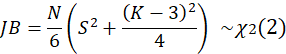 JB = N/6 (S² + (K − 3)²/4) ~χ₂(2)